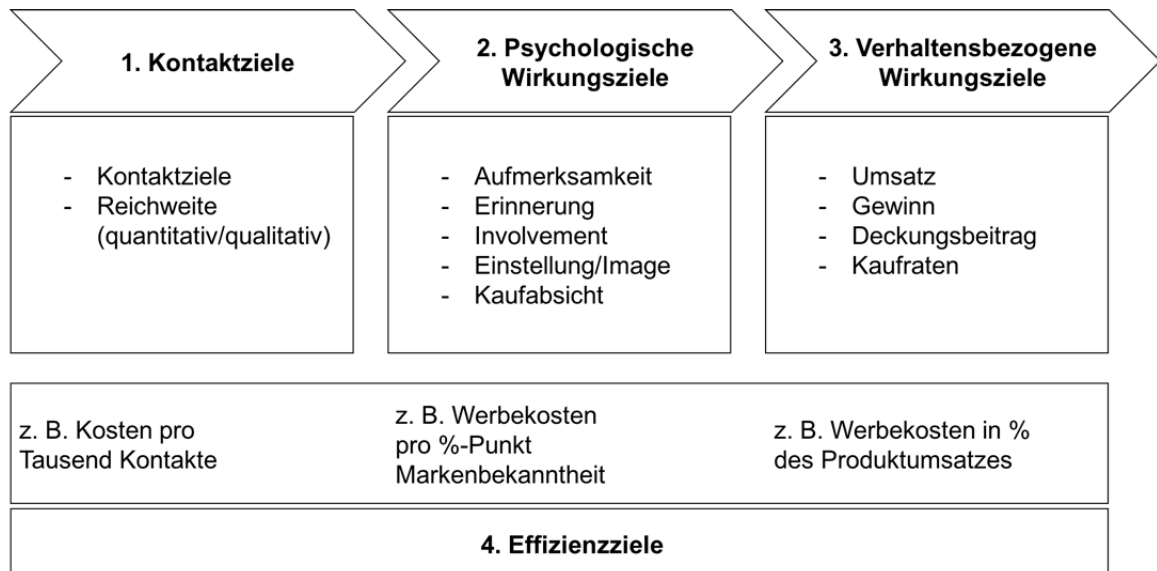 1. Kontaktziele
2. Psychologische
Wirkungsziele
3. Verhaltensbezogene
Wirkungsziele
- Kontaktziele
- Reichweite
(quantitativ/qualitativ)
- Aufmerksamkeit
- Erinnerung
- Involvement
- Einstellung/Image
- Kaufabsicht
- Umsatz
- Gewinn
- Deckungsbeitrag
- Kaufraten
z. B. Kosten pro
Tausend Kontakte
z. B. Werbekosten
pro %-Punkt
Markenbekanntheit
z. B. Werbekosten in %
des Produktumsatzes
4. Effizienzziele